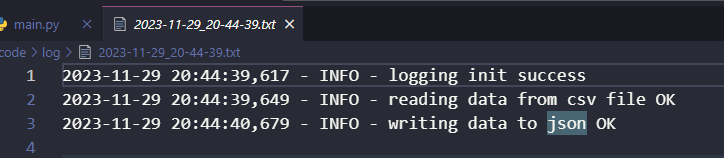 main.py
2023-11-29_20-44-39.txt
code > log > 2023-11-29_20-44-39.txt
1 2023-11-29 20:44:39,617 - INFO - logging init success
2 2023-11-29 20:44:39,649 - INFO - reading data from csv file OK
3 2023-11-29 20:44:40,679 - INFO - writing data to json OK
4